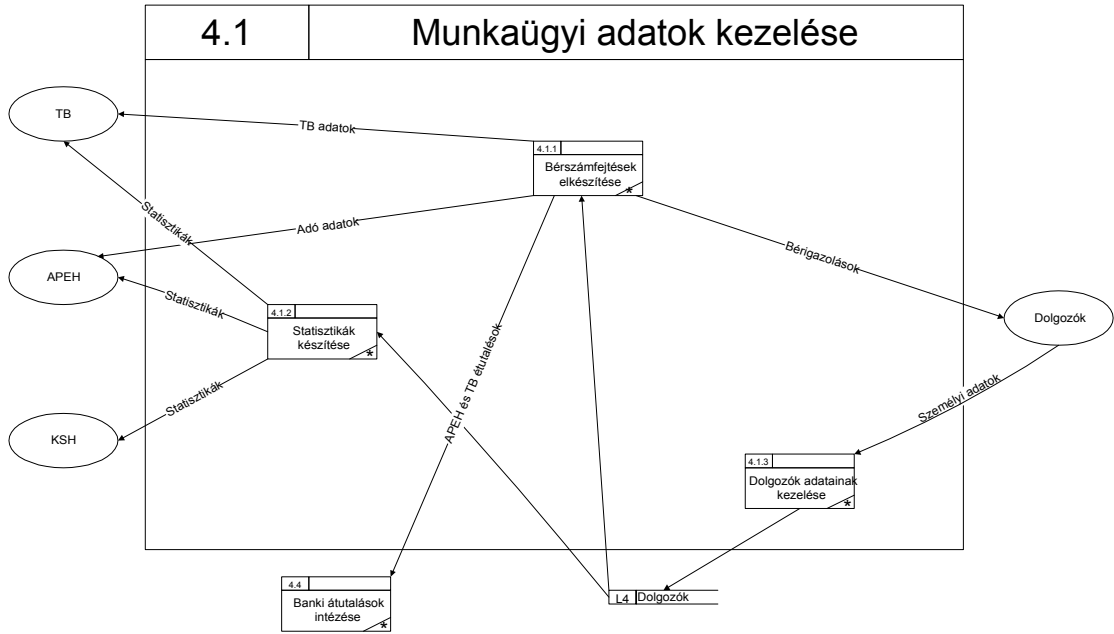 4.1
Munkaügyi adatok kezelése
TB
TB adatok
4.1.1
Bérszámfejtések
elkészítése
*
Statisztikák
Adó adatok
Bérigazolások
APEH
Statisztikák
4.1.2
Statisztikák
készítése
*
Dolgozók
APEH és TB étutalések
Statisztikák
Személyi adatok
KSH
4.1.3
Dolgozók adatainak
kezelése
*
4.4
Banki átutalások
intézése
*
L4 Dolgozók